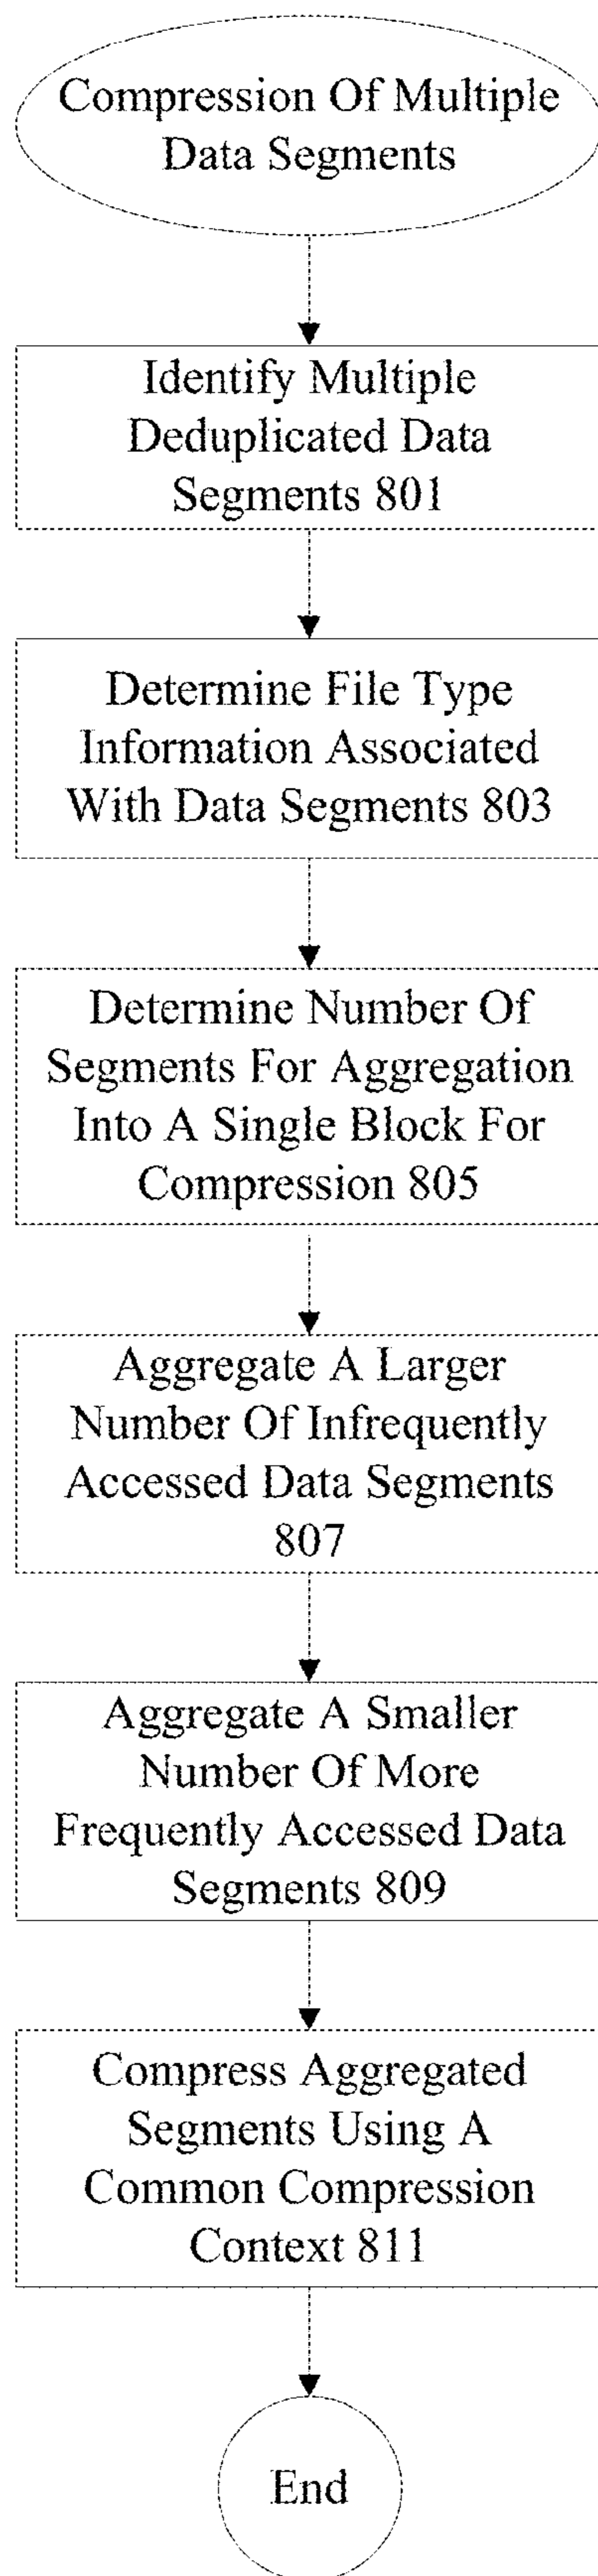 Compression Of Multiple
Data Segments
Identify Multiple
Deduplicated Data
Segments 801
Determine File Type
Information Associated
With Data Segments 803
Determine Number Of
Segments For Aggregation
Into A Single Block For
Compression 805
Aggregate A Larger
Number Of Infrequently
Accessed Data Segments
807
Aggregate A Smaller
Number Of More
Frequently Accessed Data
Segments 809
Compress Aggregated
Segments Using A
Common Compression
Context 811
End